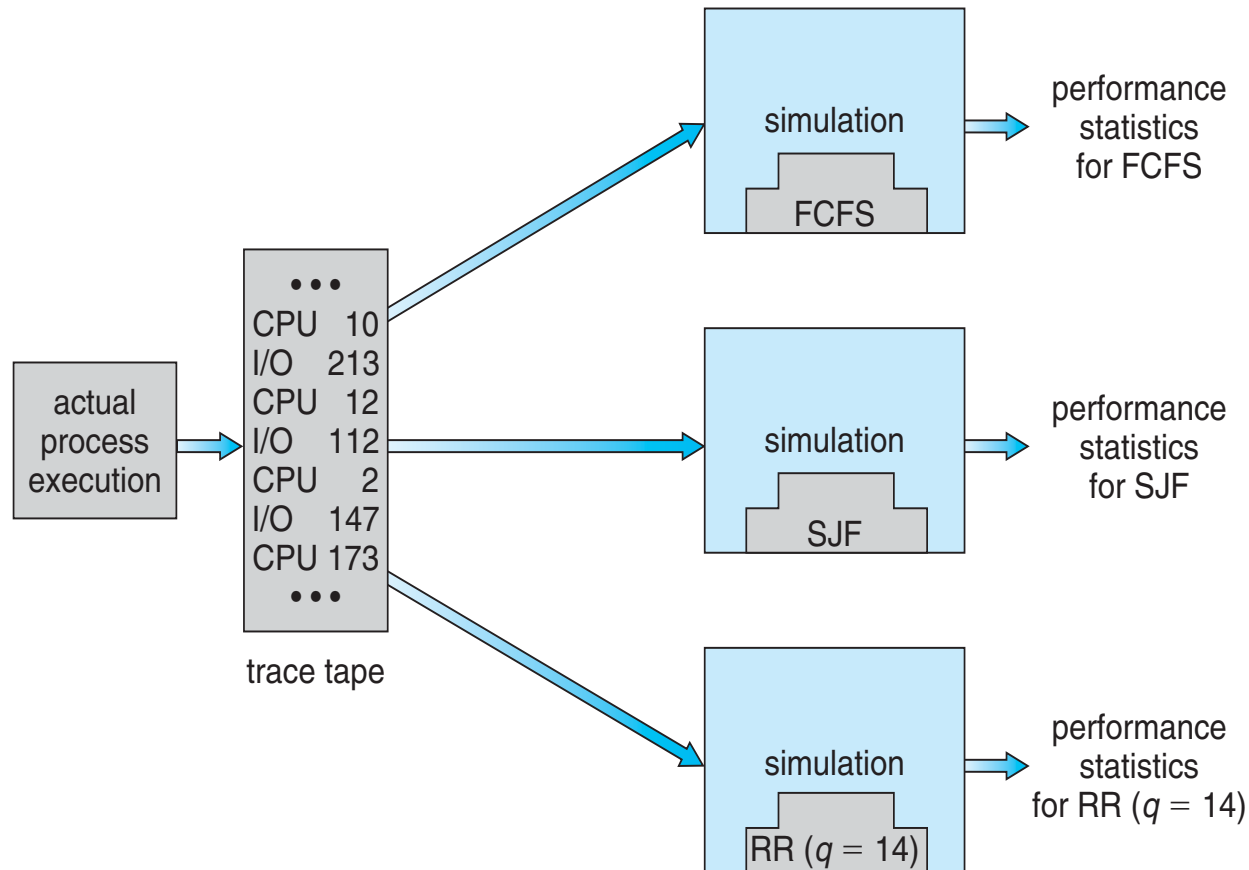 actual
process
execution
•••
CPU 10
I/O 213
CPU 12
I/O 112
CPU 2
I/O 147
CPU 173
•••
trace tape
simulation
FCFS
performance
statistics
for FCFS
simulation
SJF
performance
statistics
for SJF
simulation
RR (q = 14)
performance
statistics
for RR (q = 14)